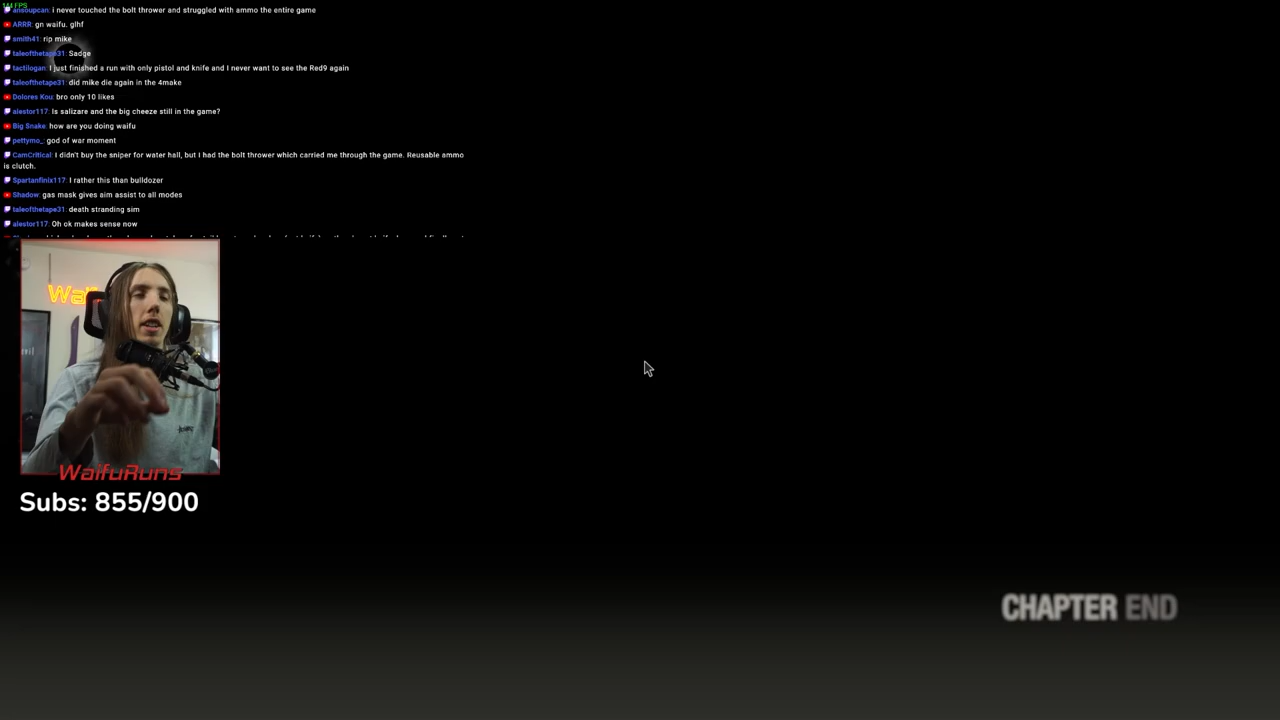 144 FPS
ansoupcan: i never touched the bolt thrower and struggled with ammo the entire game
ARRR: gn waifu. glhf
smith41: rip mike
taleofthetape31: Sadge
tactilogan: I just finished a run with only pistol and knife and I never want to see the Red9 again
taleofthetape31: did mike die again in the 4make
Dolores Kou: bro only 10 likes
alestor117: Is salizare and the big cheeze still in the game?
Big Snake: how are you doing waifu
pettymo_: god of war moment
CamCritical: I didn't buy the sniper for water hall, but I had the bolt thrower which carried me through the game. Reusable ammo
is clutch.
Spartanfinix117: I rather this than bulldozer
Shadow: gas mask gives aim assist to all modes
taleofthetape31: death stranding sim
alestor117: Oh ok makes sense now
Waif
WaifuRuns
Subs: 855/900
CHAPTER END